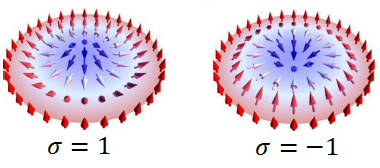 σ = 1
σ = −1